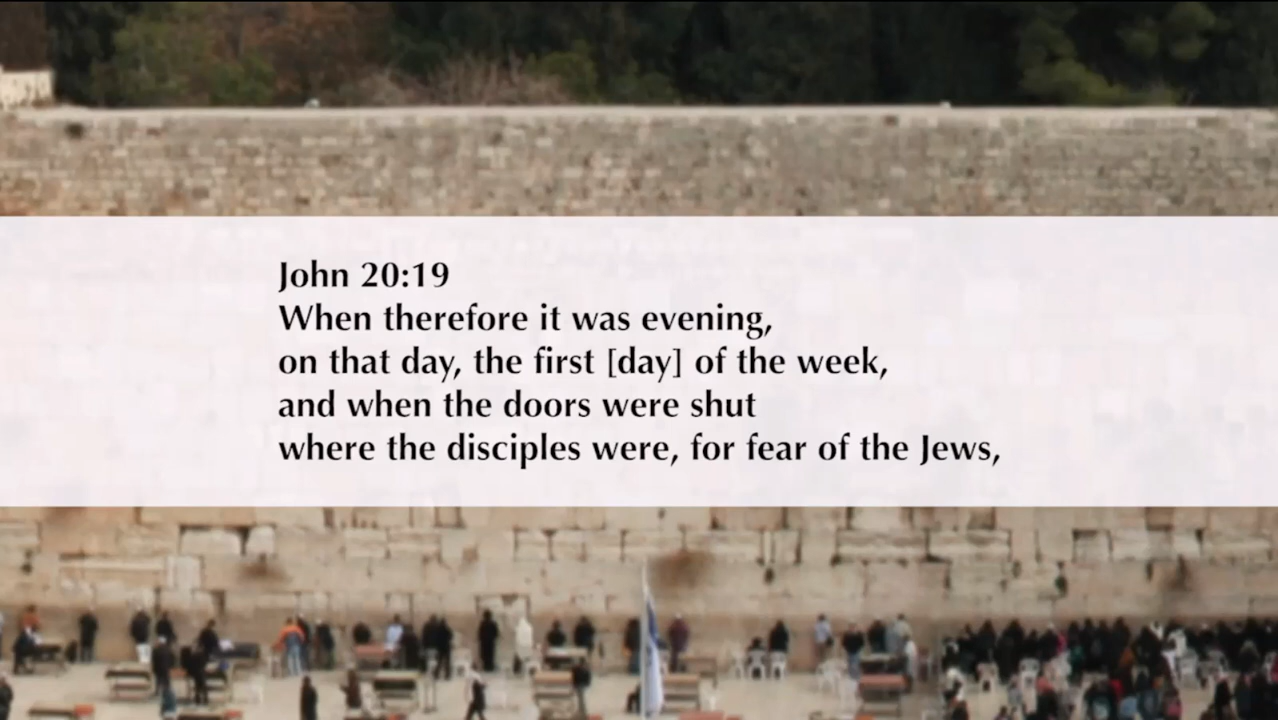 John 20:19
When therefore it was evening,
on that day, the first [day] of the week,
and when the doors were shut
where the disciples were, for fear of the Jews,